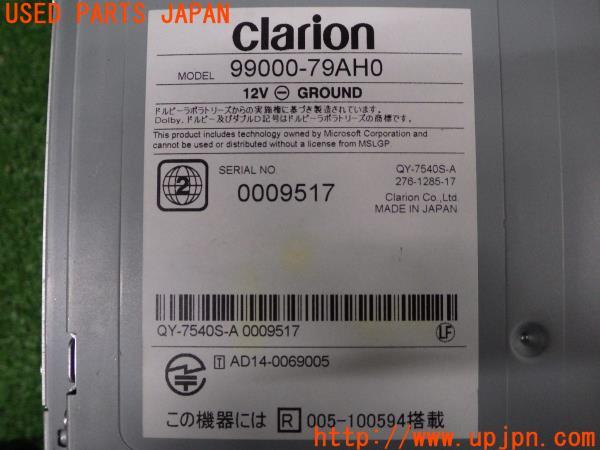 USED PARTS JAPAN
clarion
MODEL 99000-79AH0
12V ⊖ GROUND
ドルビーラボラトリーズからの実施権に基づき製造されています。
Dolby、ドルビー及びダブルD記号はドルビーラボラトリーズの商標です。
This product includes technology owned by Microsoft Corporation and
cannot be used or distributed without a license from MSLGP
2
SERIAL NO.
0009517
QY-7540S-A
276-1285-17
Clarion Co.,Ltd.
MADE IN JAPAN
QY-7540S-A 0009517
LF
T AD14-0069005
この機器には R 005-100594搭載
http://www.upjpn.com/